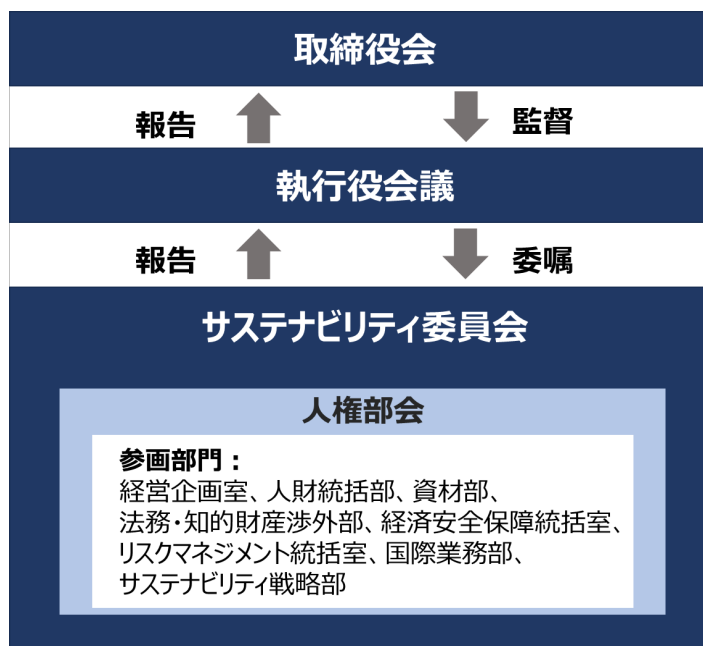 取締役会
報告 監督
執行役会議
報告 委嘱
サステナビリティ委員会
人権部会
参画部門：
経営企画室、人財統括部、資材部、
法務・知的財産渉外部、経済安全保障統括室、
リスクマネジメント統括室、国際業務部、
サステナビリティ戦略部